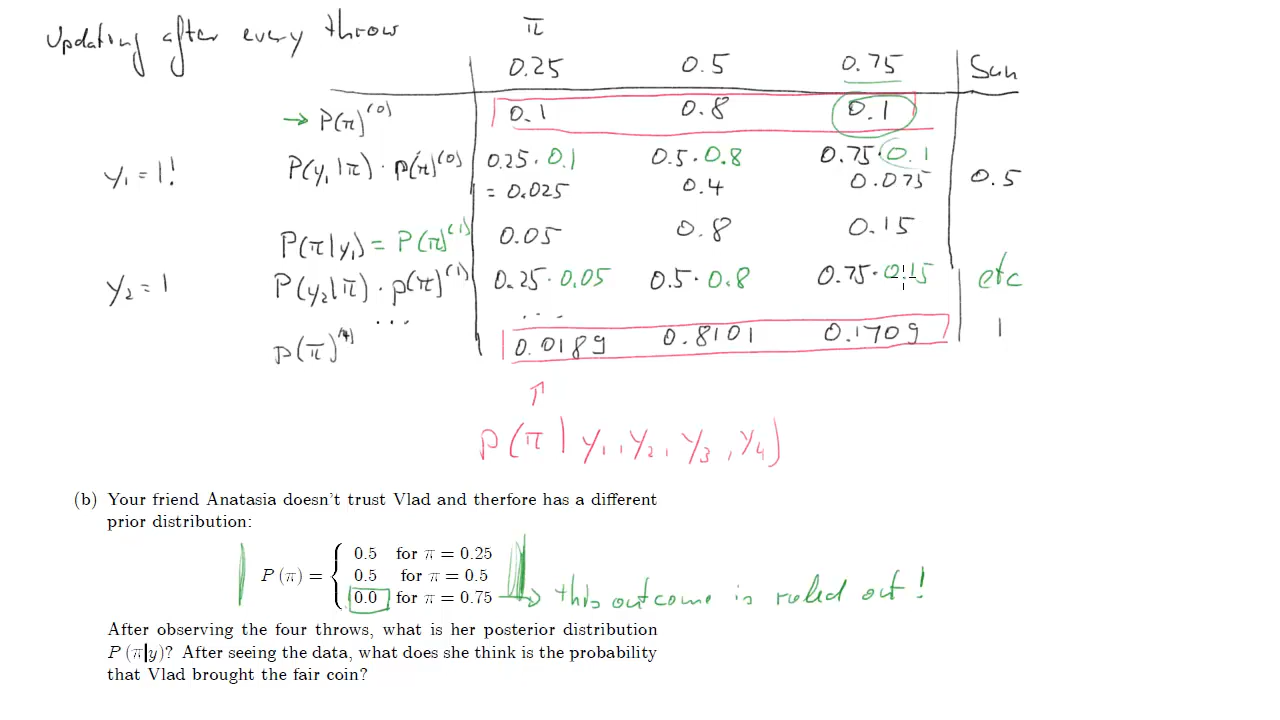 Updating after every throw
π
0.25 0.5 0.75 Sum
→ P(π)⁽⁰⁾ 0.1 0.8 0.1
y₁ = 1! P(y₁|π) · p(π)⁽⁰⁾ 0.25 · 0.1 0.5 · 0.8 0.75 · 0.1
= 0.025 0.4 0.075 0.5
P(π|y₁) = P(π)⁽¹⁾ 0.05 0.8 0.15
y₂ = 1 P(y₂|π) · p(π)⁽¹⁾ 0.25 · 0.05 0.5 · 0.8 0.75 · 0.15 etc
... ...
p(π)⁽⁴⁾ 0.0189 0.8101 0.1709 1
↑
P(π | y₁, y₂, y₃, y₄)
(b) Your friend Anatasia doesn't trust Vlad and therfore has a different
prior distribution:
P (π) = { 0.5 for π = 0.25
0.5 for π = 0.5
0.0 for π = 0.75 → this outcome is ruled out!
After observing the four throws, what is her posterior distribution
P (π|y)? After seeing the data, what does she think is the probability
that Vlad brought the fair coin?